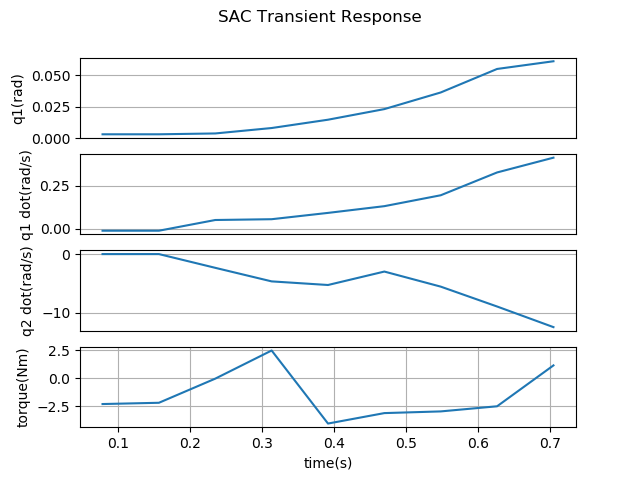 SAC Transient Response
0.050
0.025
0.000
q1(rad)
0.25
0.00
q1 dot(rad/s)
0
−10
q2 dot(rad/s)
2.5
0.0
−2.5
torque(Nm)
0.1 0.2 0.3 0.4 0.5 0.6 0.7
time(s)